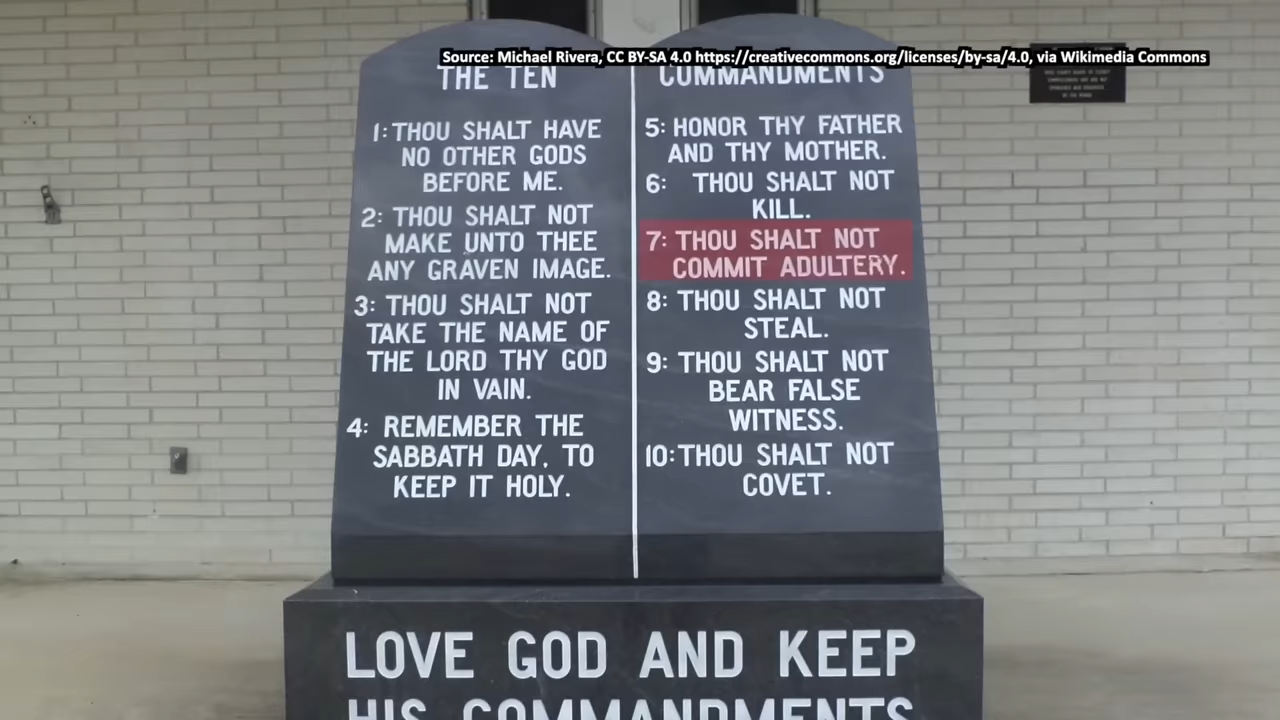 Source: Michael Rivera, CC BY-SA 4.0 https://creativecommons.org/licenses/by-sa/4.0, via Wikimedia Commons
THE TEN
1: THOU SHALT HAVE
NO OTHER GODS
BEFORE ME.
2: THOU SHALT NOT
MAKE UNTO THEE
ANY GRAVEN IMAGE.
3: THOU SHALT NOT
TAKE THE NAME OF
THE LORD THY GOD
IN VAIN.
4: REMEMBER THE
SABBATH DAY, TO
KEEP IT HOLY.
COMMANDMENTS
5: HONOR THY FATHER
AND THY MOTHER.
6: THOU SHALT NOT
KILL.
7: THOU SHALT NOT
COMMIT ADULTERY.
8: THOU SHALT NOT
STEAL.
9: THOU SHALT NOT
BEAR FALSE
WITNESS.
10: THOU SHALT NOT
COVET.
LOVE GOD AND KEEP
HIS COMMANDMENTS